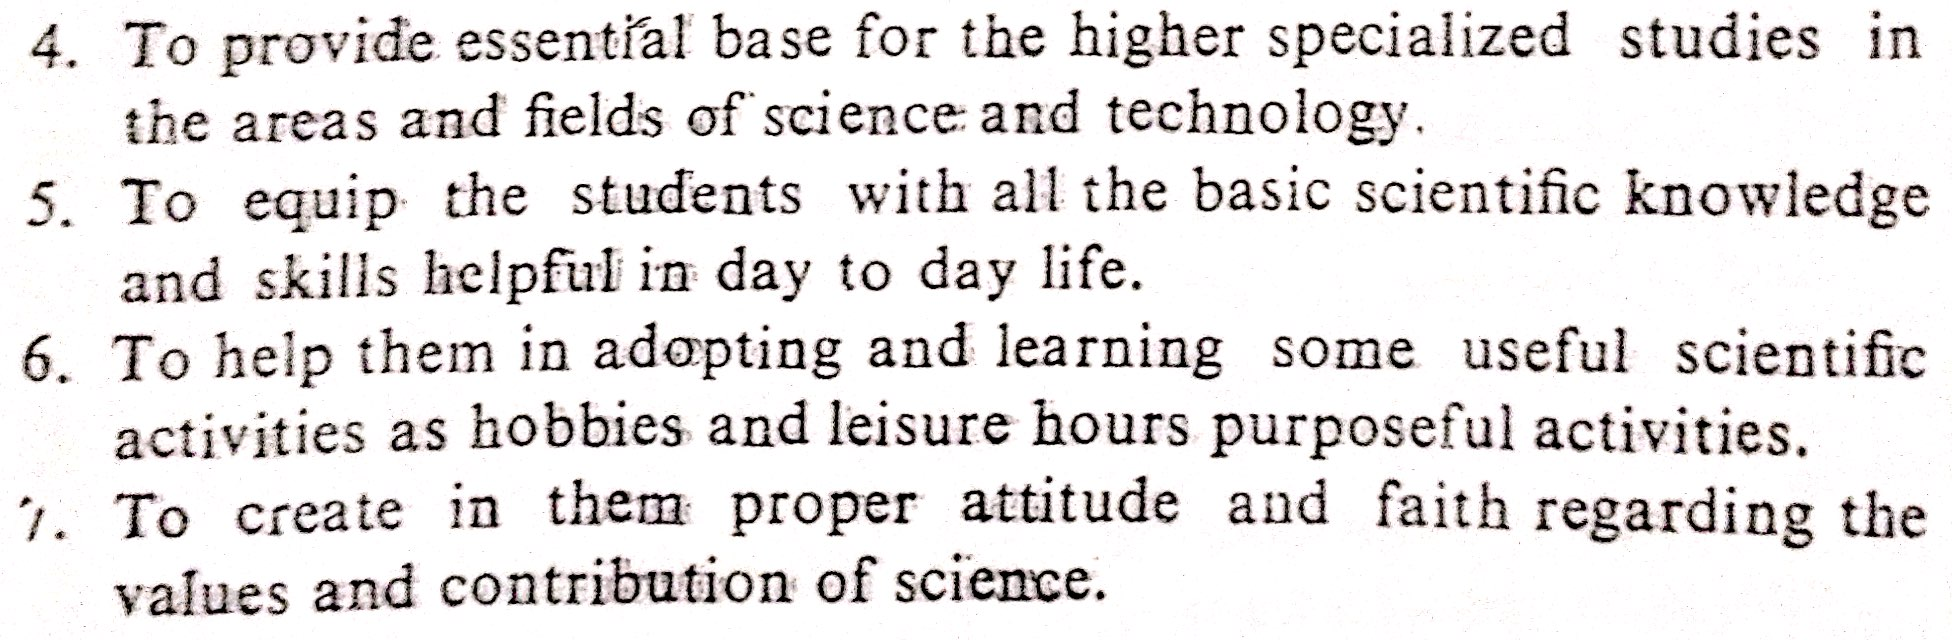 4. To provide essential base for the higher specialized studies in
the areas and fields of science and technology.
5. To equip the students with all the basic scientific knowledge
and skills helpful in day to day life.
6. To help them in adopting and learning some useful scientific
activities as hobbies and leisure hours purposeful activities.
7. To create in them proper attitude and faith regarding the
values and contribution of science.